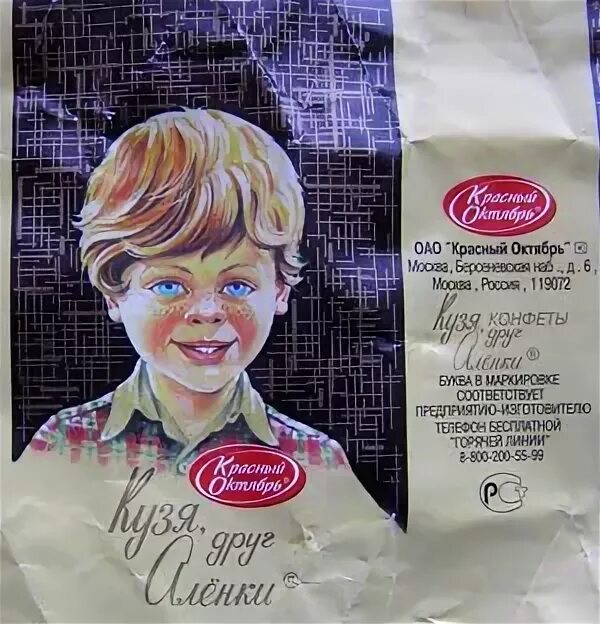 Красный
Октябрь®
Кузя,
друг
Алёнки®
Красный
Октябрь®
ОАО "Красный Октябрь"
Москва, Берсеневская наб., д. 6,
Москва, Россия, 119072
Кузя, КОНФЕТЫ
друг
Алёнки®
БУКВА В МАРКИРОВКЕ
СООТВЕТСТВУЕТ
ПРЕДПРИЯТИЮ-ИЗГОТОВИТЕЛЮ
ТЕЛЕФОН БЕСПЛАТНОЙ
"ГОРЯЧЕЙ ЛИНИИ"
8-800-200-55-99